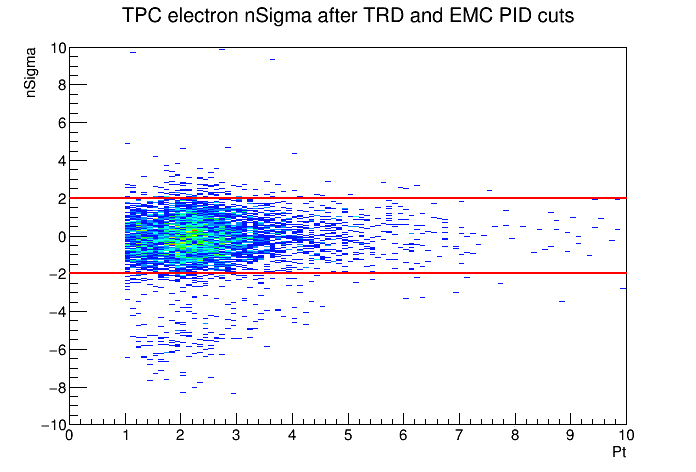 TPC electron nSigma after TRD and EMC PID cuts
nSigma
10
8
6
4
2
0
−2
−4
−6
−8
−10
0 1 2 3 4 5 6 7 8 9 10
Pt